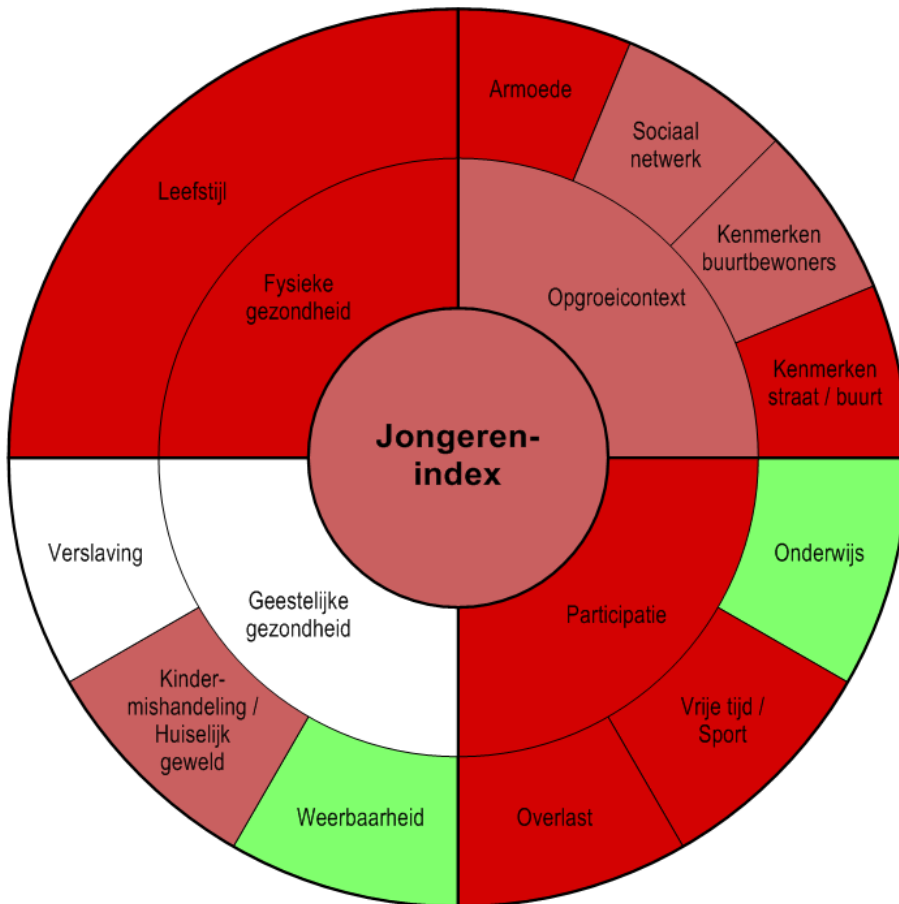 Armoede
Sociaal
netwerk
Leefstijl
Kenmerken
buurtbewoners
Fysieke
gezondheid
Opgroeicontext
Kenmerken
straat / buurt
Jongeren-
index
Verslaving
Onderwijs
Geestelijke
gezondheid
Participatie
Kinder-
mishandeling /
Huiselijk
geweld
Vrije tijd /
Sport
Weerbaarheid
Overlast